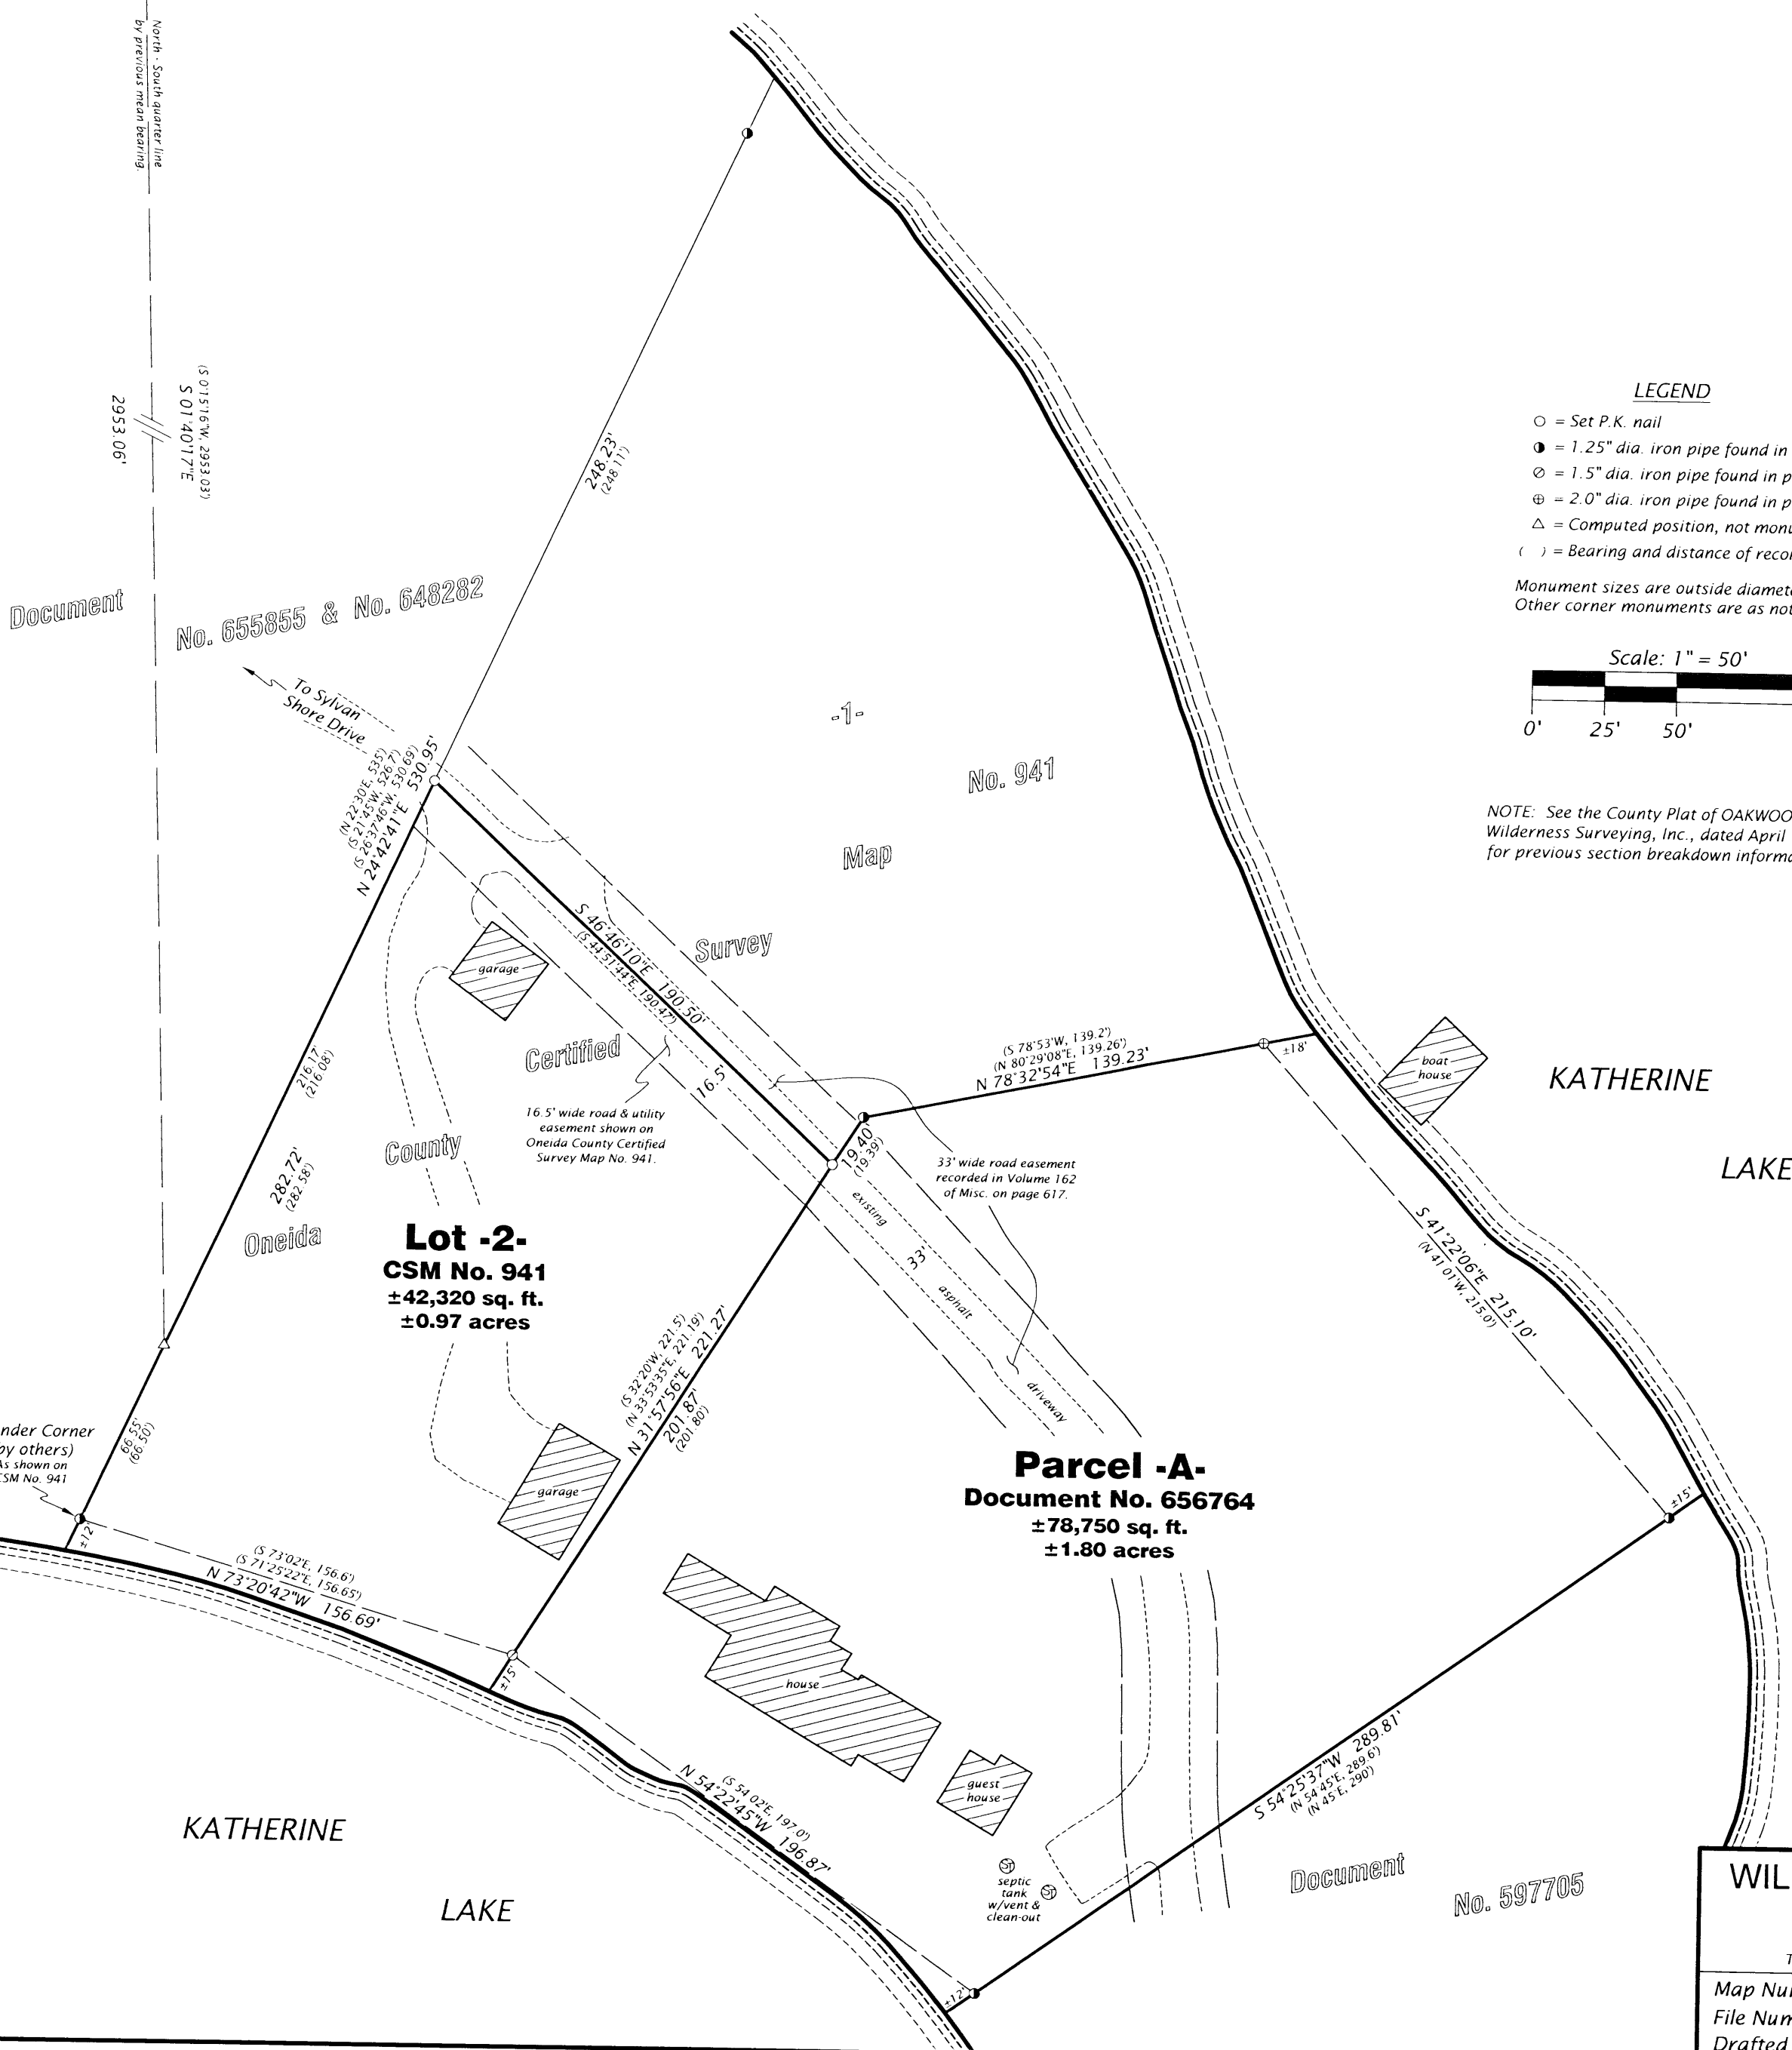 North - South quarter line
by previous mean bearing.
(S 01°51'16"W, 2953.03')
S 01°40'17"E
2953.06'
248.23'
(248.11')
LEGEND
= Set P.K. nail
= 1.25" dia. iron pipe found in
= 1.5" dia. iron pipe found in p
= 2.0" dia. iron pipe found in p
= Computed position, not monu
( ) = Bearing and distance of recor
Monument sizes are outside diamete
Other corner monuments are as not
Scale: 1" = 50'
0' 25' 50'
NOTE: See the County Plat of OAKWOO
Wilderness Surveying, Inc., dated April
for previous section breakdown informa
Document
No. 655855 & No. 648282
To Sylvan
Shore Drive
-1-
No. 941
Map
Survey
Certified
County
Oneida
(N 22°30'E, 535')
(S 21°45'W, 526.7')
(S 26°37'46"W, 530.69')
N 24°42'41"E 530.95'
garage
S 46°46'10"E 190.50'
(S 44°51'44"E, 190.47')
16.5'
16.5' wide road & utility
easement shown on
Oneida County Certified
Survey Map No. 941.
(S 78°53'W, 139.2')
(N 80°29'08"E, 139.26')
N 78°32'54"E 139.23'
±18'
boat
house
KATHERINE
LAKE
19.40'
(19.39')
33' wide road easement
recorded in Volume 162
of Misc. on page 617.
existing
33'
asphalt
driveway
216.17'
(216.08')
282.72'
(282.58')
66.55'
(66.50')
Lot -2-
CSM No. 941
±42,320 sq. ft.
±0.97 acres
(S 32°20'W, 221.5')
(N 33°53'35"E, 221.19')
N 31°57'56"E 221.27'
201.87'
(201.80')
S 41°22'06"E 215.10'
(N 41°01'W, 215.0')
nder Corner
by others)
As shown on
CSM No. 941
±12'
garage
Parcel -A-
Document No. 656764
±78,750 sq. ft.
±1.80 acres
±15'
(S 73°02'E, 156.6')
(S 71°25'22"E, 156.65')
N 73°20'42"W 156.69'
±15'
house
guest
house
S 54°25'37"W 289.81'
(N 54°45'E, 289.6')
(N 45°E, 290')
(S 54°02'E, 197.0')
N 54°22'45"W 196.87'
ST
septic
tank
w/vent &
clean-out
ST
±12'
KATHERINE
LAKE
Document
No. 597705
WIL
T
Map Nu
File Num
Drafted